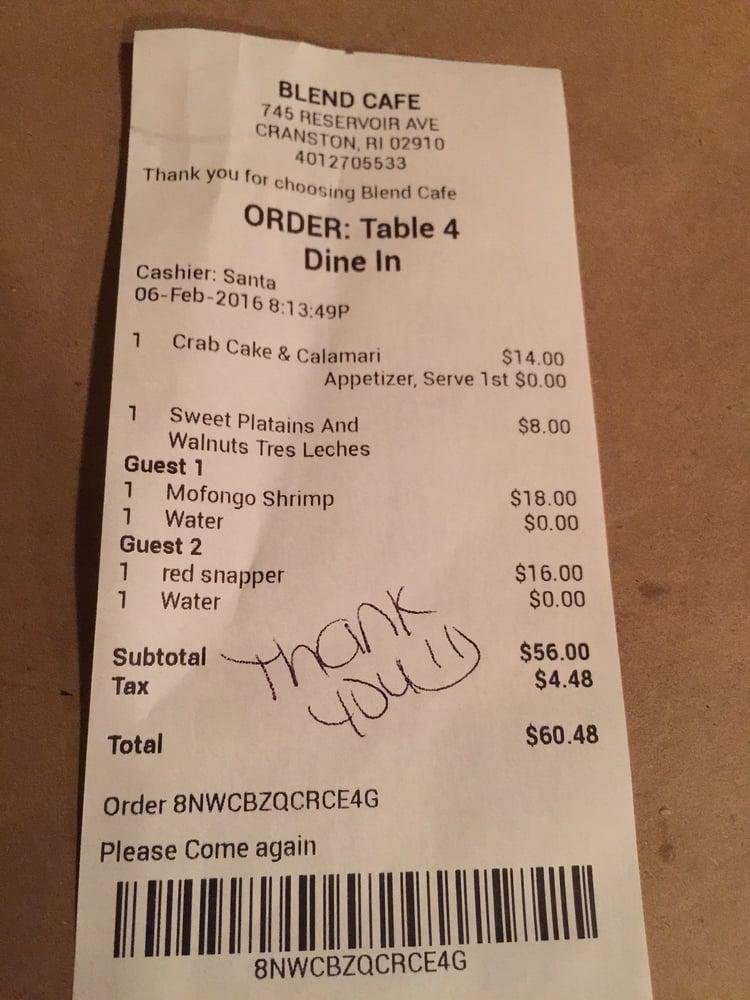 BLEND CAFE
745 RESERVOIR AVE
CRANSTON, RI 02910
4012705533
Thank you for choosing Blend Cafe
ORDER: Table 4
Dine In
Cashier: Santa
06-Feb-2016 8:13:49P
1 Crab Cake & Calamari $14.00
Appetizer, Serve 1st $0.00
1 Sweet Platains And $8.00
Walnuts Tres Leches
Guest 1
1 Mofongo Shrimp $18.00
1 Water $0.00
Guest 2
1 red snapper $16.00
1 Water $0.00
Subtotal $56.00
Tax $4.48
Thank
you
Total $60.48
Order 8NWCBZQCRCE4G
Please Come again
8NWCBZQCRCE4G